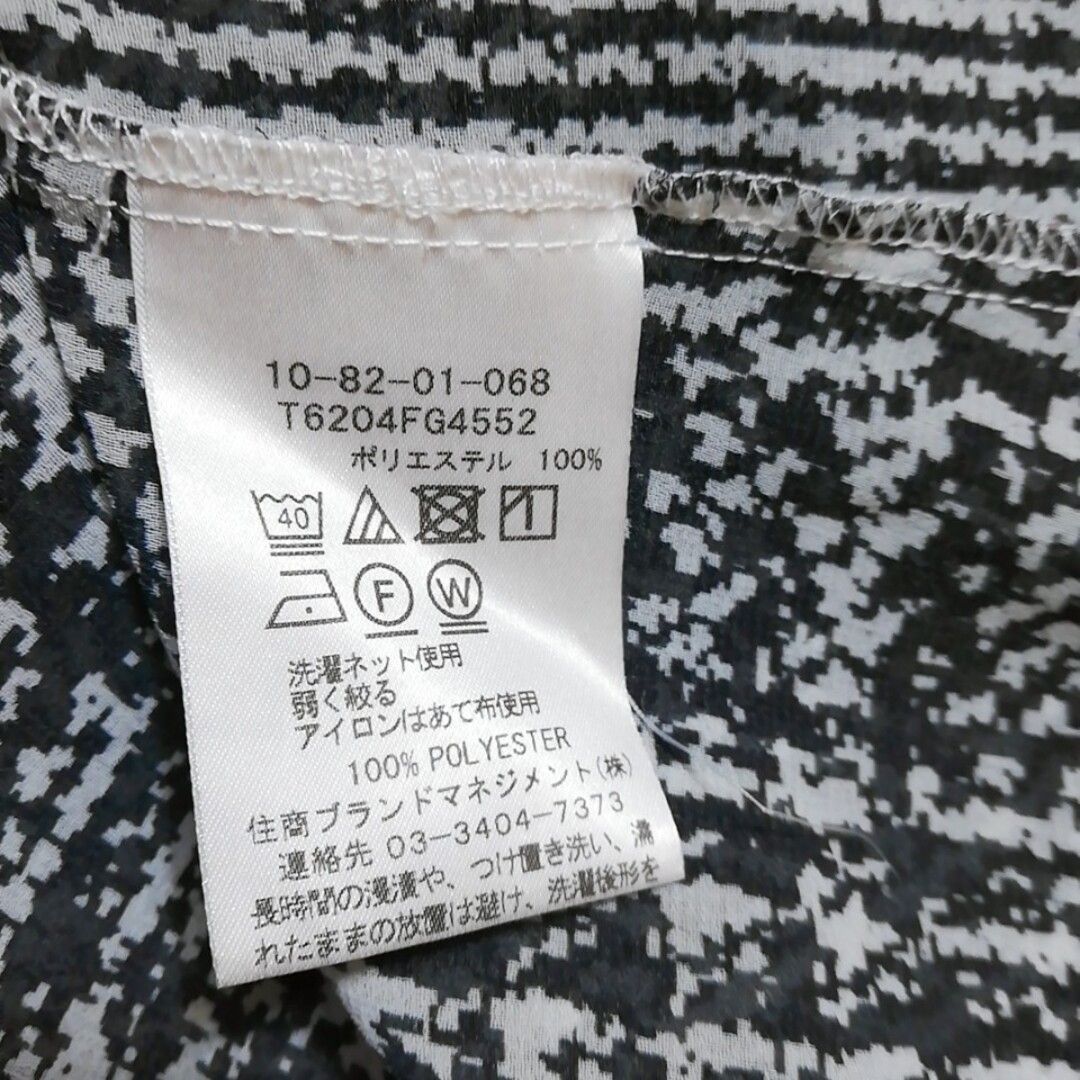 10-82-01-068
T6204FG4552
ポリエステル 100%
40
F W
洗濯ネット使用
弱く絞る
アイロンはあて布使用
100% POLYESTER
住商ブランドマネジメント(株)
連絡先 03-3404-7373
長時間の浸漬や、つけ置き洗い、濡
れたままの放置は避け、洗濯後形を